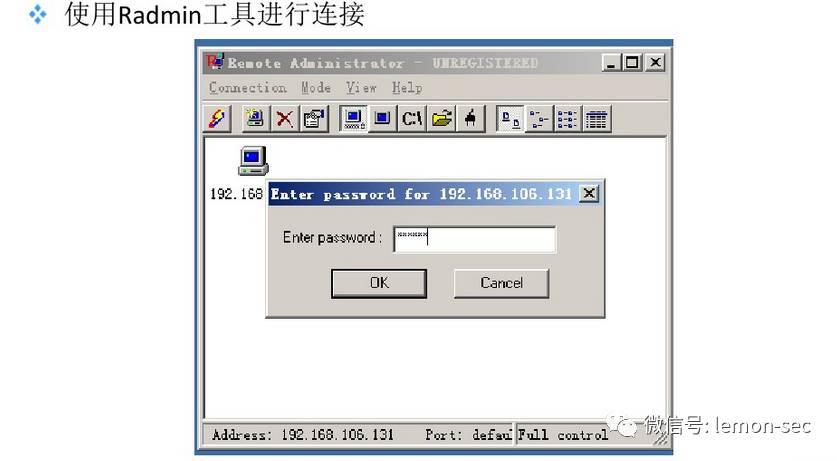 使用Radmin工具进行连接
Remote Administrator - UNREGISTERED
Connection Mode View Help
C:\
192.168
Enter password for 192.168.106.131
Enter password : ******
OK Cancel
Address: 192.168.106.131 Port: defau Full control
微信号: lemon-sec